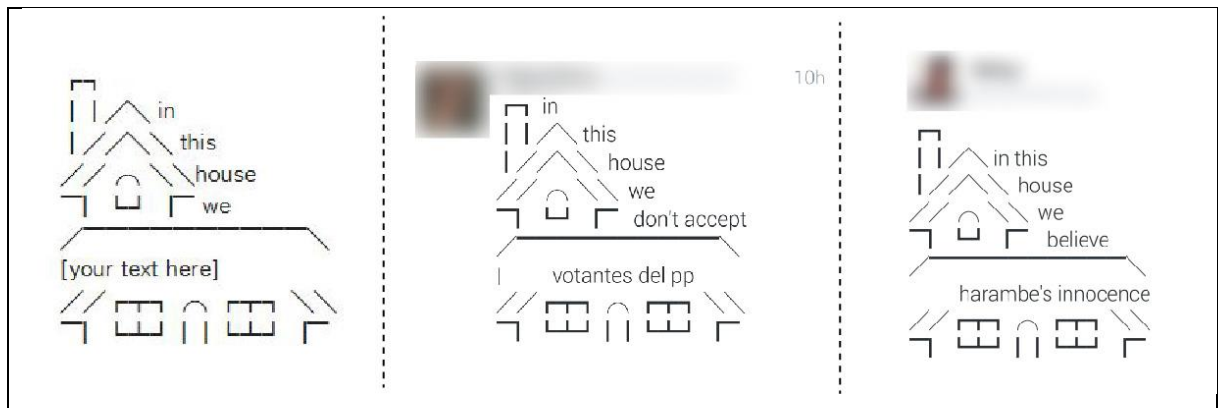 in
this
house
we
[your text here]
10h
in
this
house
we
don't accept
votantes del pp
in this
house
we
believe
harambe's innocence